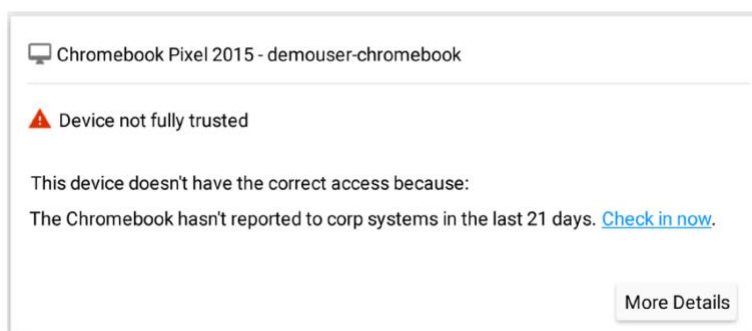 Chromebook Pixel 2015 - demouser-chromebook
Device not fully trusted
This device doesn't have the correct access because:
The Chromebook hasn't reported to corp systems in the last 21 days. Check in now.
More Details